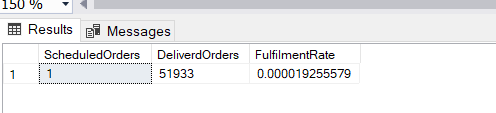 150 %
Results Messages
ScheduledOrders DeliverdOrders FulfilmentRate
1 1 51933 0.000019255579